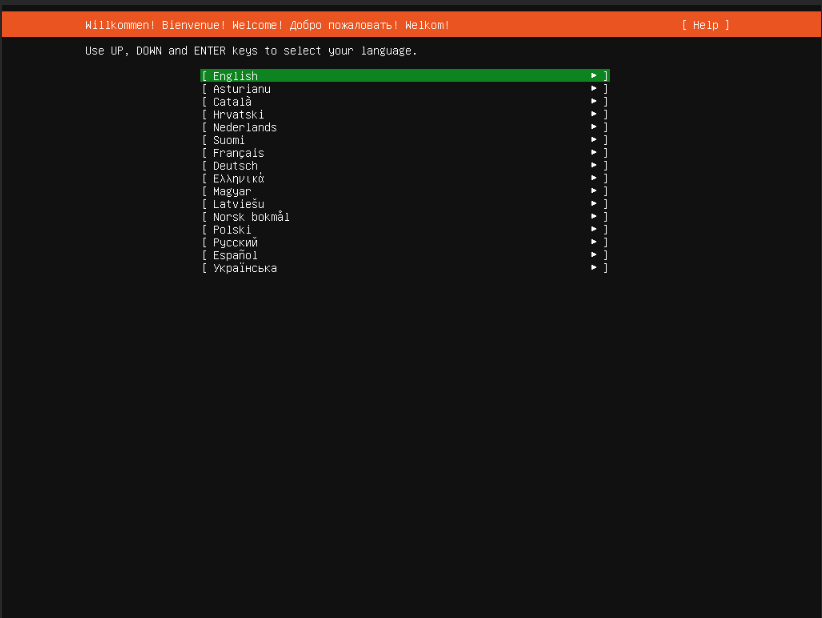 Willkommen! Bienvenue! Welcome! Добро пожаловать! Welkom! [ Help ]
Use UP, DOWN and ENTER keys to select your language.
[ English ► ]
[ Asturianu ► ]
[ Català ► ]
[ Hrvatski ► ]
[ Nederlands ► ]
[ Suomi ► ]
[ Français ► ]
[ Deutsch ► ]
[ Ελληνικά ► ]
[ Magyar ► ]
[ Latviešu ► ]
[ Norsk bokmål ► ]
[ Polski ► ]
[ Русский ► ]
[ Español ► ]
[ Українська ► ]